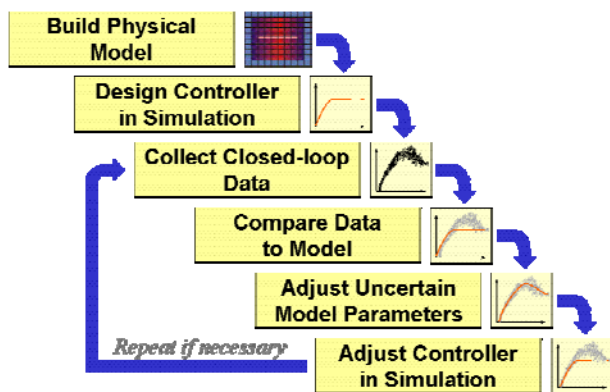 Build Physical
Model
Design Controller
in Simulation
Collect Closed-loop
Data
Compare Data
to Model
Adjust Uncertain
Model Parameters
Repeat if necessary
Adjust Controller
in Simulation